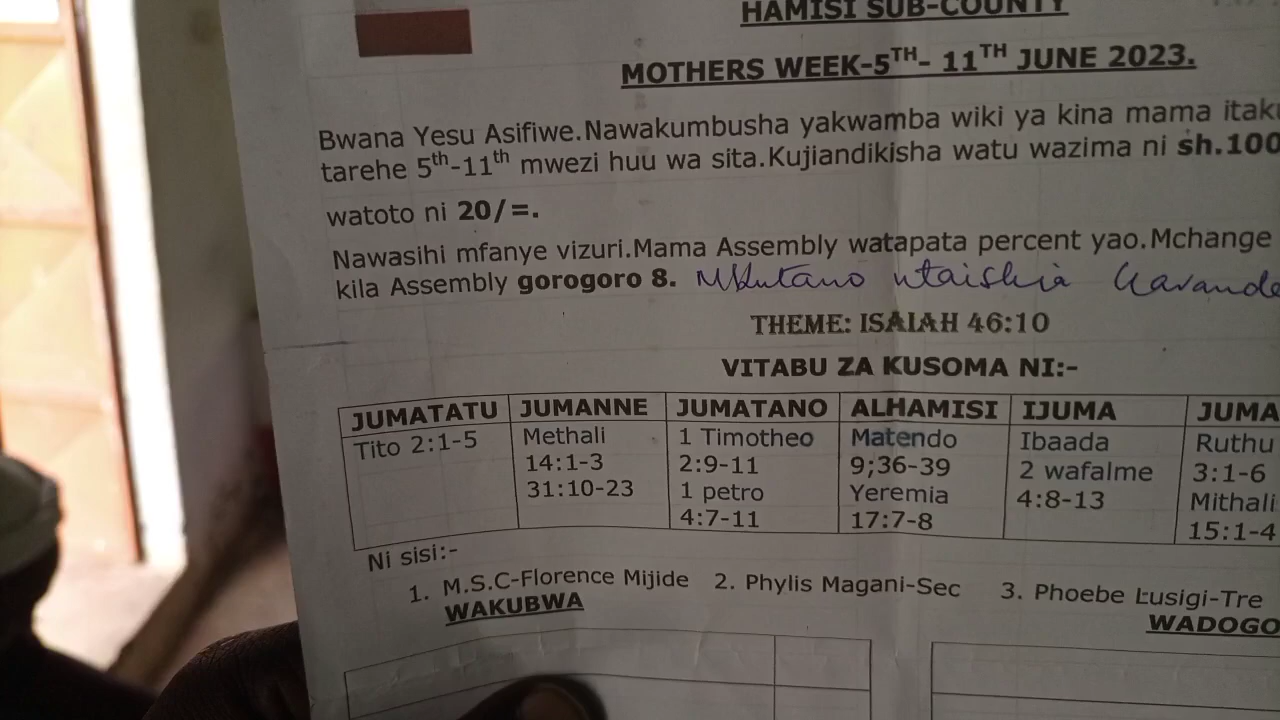 HAMISI SUB-COUNTY
MOTHERS WEEK-5TH- 11TH JUNE 2023.
Bwana Yesu Asifiwe.Nawakumbusha yakwamba wiki ya kina mama
tarehe 5th-11th mwezi huu wa sita.Kujiandikisha watu wazima ni sh.100
watoto ni 20/=.
Nawasihi mfanye vizuri.Mama Assembly watapata percent yao.Mchange
kila Assembly gorogoro 8. Mkutano utaishia
THEME: ISAIAH 46:10
VITABU ZA KUSOMA NI:-
JUMATATU JUMANNE JUMATANO ALHAMISI IJUMA JUMA
Tito 2:1-5 Methali 1 Timotheo Matendo Ibaada Ruthu
14:1-3 2:9-11 9;36-39 2 wafalme 3:1-6
31:10-23 1 petro Yeremia 4:8-13 Mithali
4:7-11 17:7-8 15:1-4
Ni sisi:-
1. M.S.C-Florence Mijide 2. Phylis Magani-Sec 3. Phoebe Lusigi-Tre
WAKUBWA WADOGO